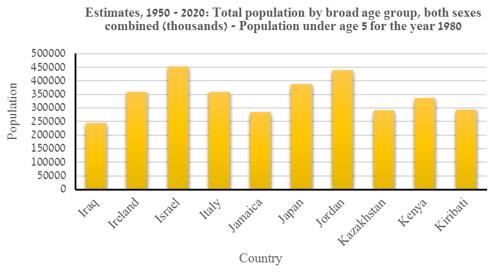 Estimates, 1950 - 2020: Total population by broad age group, both sexes
combined (thousands) - Population under age 5 for the year 1980
Population
500000
450000
400000
350000
300000
250000
200000
150000
100000
50000
0
Iraq
Ireland
Israel
Italy
Jamaica
Japan
Jordan
Kazakhstan
Kenya
Kiribati
Country